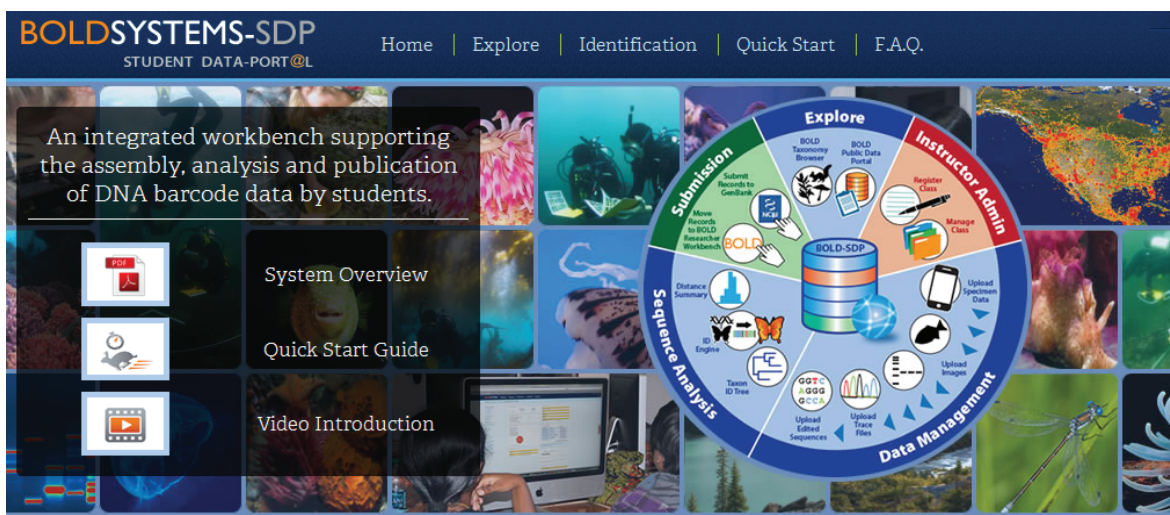 BOLDSYSTEMS-SDP
STUDENT DATA-PORT@L
Home
Explore
Identification
Quick Start
F.A.Q.
An integrated workbench supporting
the assembly, analysis and publication
of DNA barcode data by students.
PDF
System Overview
Quick Start Guide
Video Introduction
Explore
BOLD
Taxonomy
Browser
BOLD
Public Data
Portal
Instructor Admin
Register
Class
Manage
Class
Submission
Submit
Records to
GenBank
NCBI
Move
Records
to BOLD
Researcher
Workbench
BOLD
BOLD-SDP
Sequence Analysis
Distance
Summary
ID
Engine
Taxon
ID Tree
Data Management
Upload
Specimen
Data
Upload
Images
Upload
Trace
Files
GGTC
AGGG
GCCA
Upload
Edited
Sequences